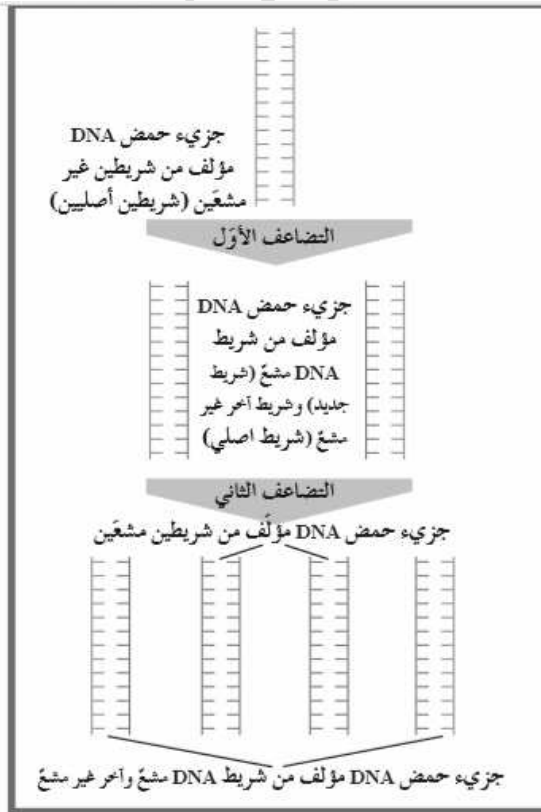 جزيء حمض DNA
مؤلف من شريطين غير
مشعّين (شريطين أصليين)
التضاعف الأوّل
جزيء حمض DNA
مؤلف من شريط
DNA مشعّ (شريط
جديد) وشريط آخر غير
مشعّ (شريط اصلي)
التضاعف الثاني
جزيء حمض DNA مؤلّف من شريطين مشعّين
جزيء حمض DNA مؤلف من شريط DNA مشعّ وآخر غير مشعّ